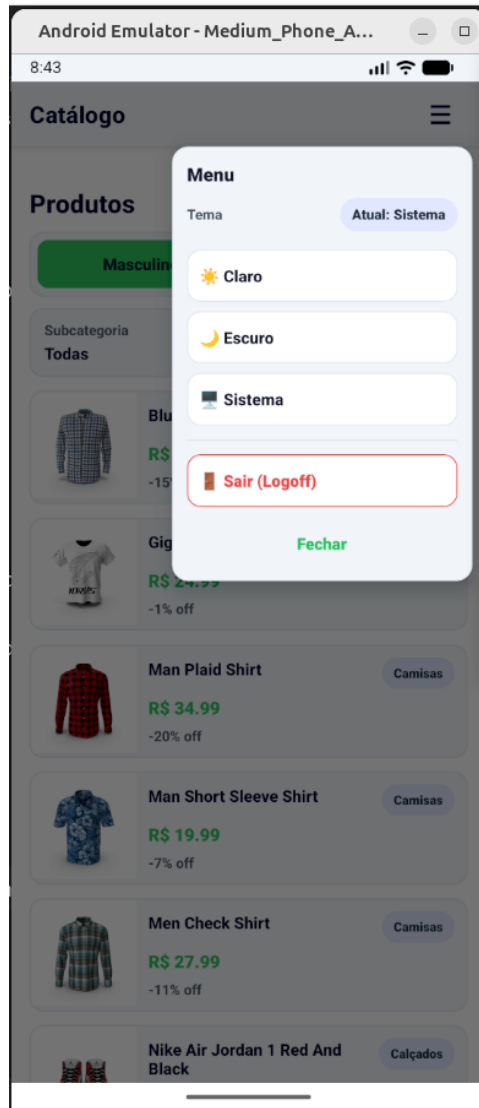 Android Emulator - Medium_Phone_A...
8:43
Catálogo
☰
Menu
Tema
Atual: Sistema
☀️ Claro
🌙 Escuro
🖥️ Sistema
🚪 Sair (Logoff)
Fechar
Produtos
Masculin
Subcategoria
Todas
Blu
R$
-15
Gig
R$ 24.99
-1% off
Man Plaid Shirt
Camisas
R$ 34.99
-20% off
Man Short Sleeve Shirt
Camisas
R$ 19.99
-7% off
Men Check Shirt
Camisas
R$ 27.99
-11% off
Nike Air Jordan 1 Red And
Black
Calçados